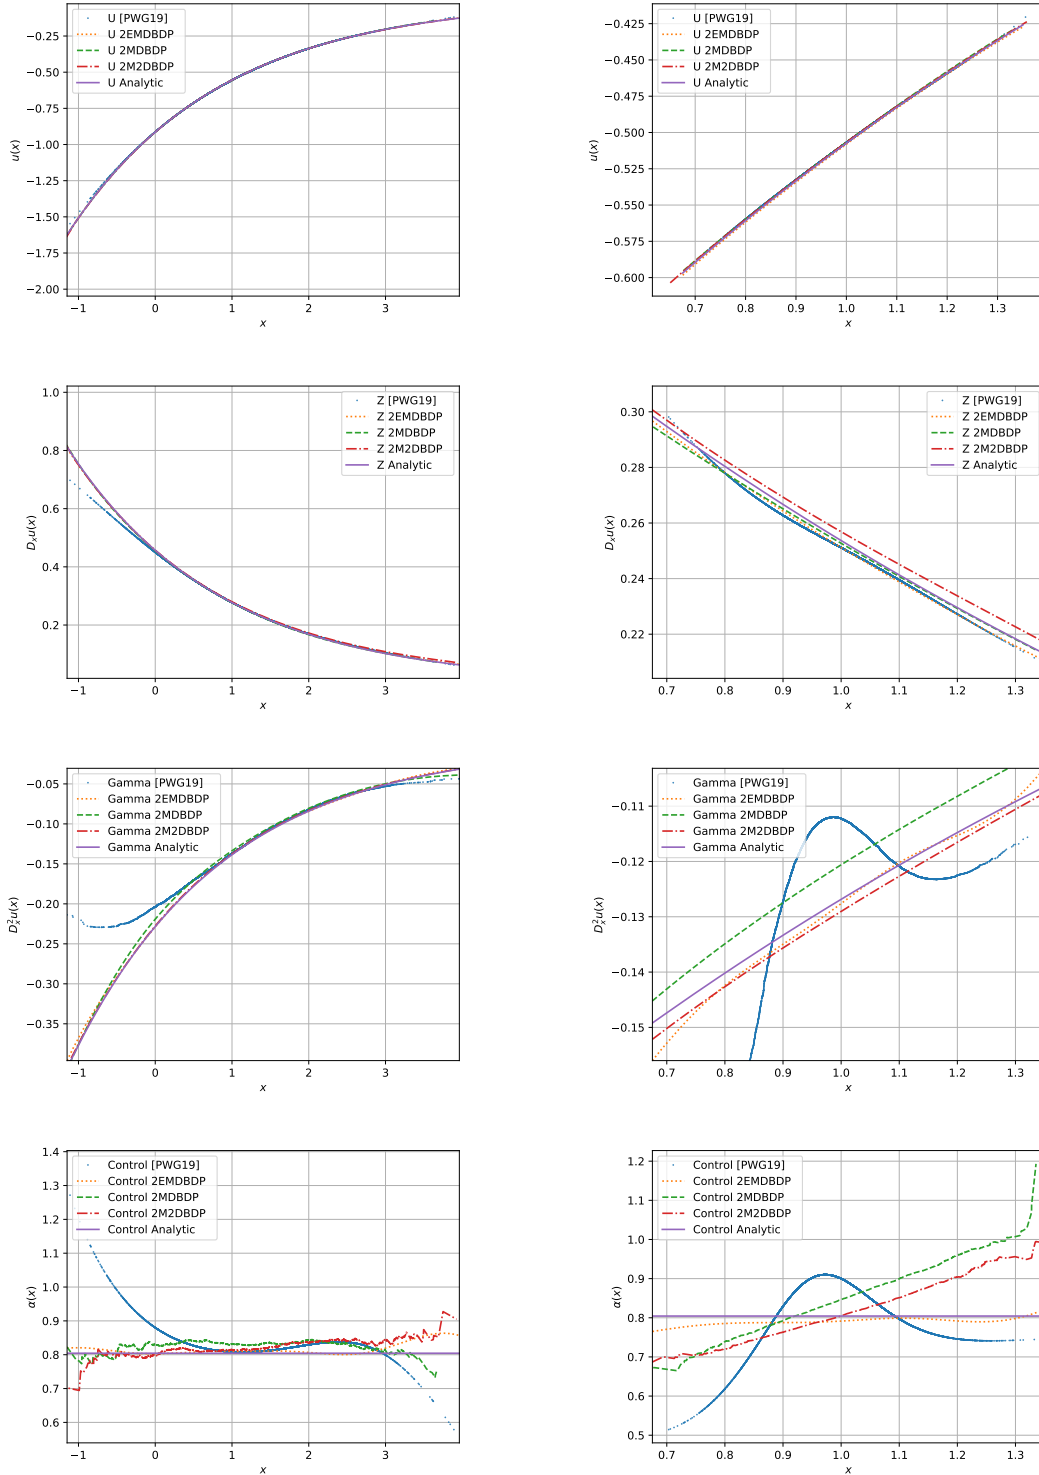 U [PWG19]
U 2EMDBDP
U 2MDBDP
U 2M2DBDP
U Analytic
−0.25
−0.50
−0.75
−1.00
−1.25
−1.50
−1.75
−2.00
u(x)
−1 0 1 2 3
x
U [PWG19]
U 2EMDBDP
U 2MDBDP
U 2M2DBDP
U Analytic
−0.425
−0.450
−0.475
−0.500
−0.525
−0.550
−0.575
−0.600
u(x)
0.7 0.8 0.9 1.0 1.1 1.2 1.3
x
Z [PWG19]
Z 2EMDBDP
Z 2MDBDP
Z 2M2DBDP
Z Analytic
1.0
0.8
0.6
0.4
0.2
Dₓu(x)
−1 0 1 2 3
x
Z [PWG19]
Z 2EMDBDP
Z 2MDBDP
Z 2M2DBDP
Z Analytic
0.30
0.28
0.26
0.24
0.22
Dₓu(x)
0.7 0.8 0.9 1.0 1.1 1.2 1.3
x
Gamma [PWG19]
Gamma 2EMDBDP
Gamma 2MDBDP
Gamma 2M2DBDP
Gamma Analytic
−0.05
−0.10
−0.15
−0.20
−0.25
−0.30
−0.35
Dₓ²u(x)
−1 0 1 2 3
x
Gamma [PWG19]
Gamma 2EMDBDP
Gamma 2MDBDP
Gamma 2M2DBDP
Gamma Analytic
−0.11
−0.12
−0.13
−0.14
−0.15
Dₓ²u(x)
0.7 0.8 0.9 1.0 1.1 1.2 1.3
x
Control [PWG19]
Control 2EMDBDP
Control 2MDBDP
Control 2M2DBDP
Control Analytic
1.4
1.3
1.2
1.1
1.0
0.9
0.8
0.7
0.6
α(x)
−1 0 1 2 3
x
Control [PWG19]
Control 2EMDBDP
Control 2MDBDP
Control 2M2DBDP
Control Analytic
1.2
1.1
1.0
0.9
0.8
0.7
0.6
0.5
α(x)
0.7 0.8 0.9 1.0 1.1 1.2 1.3
x